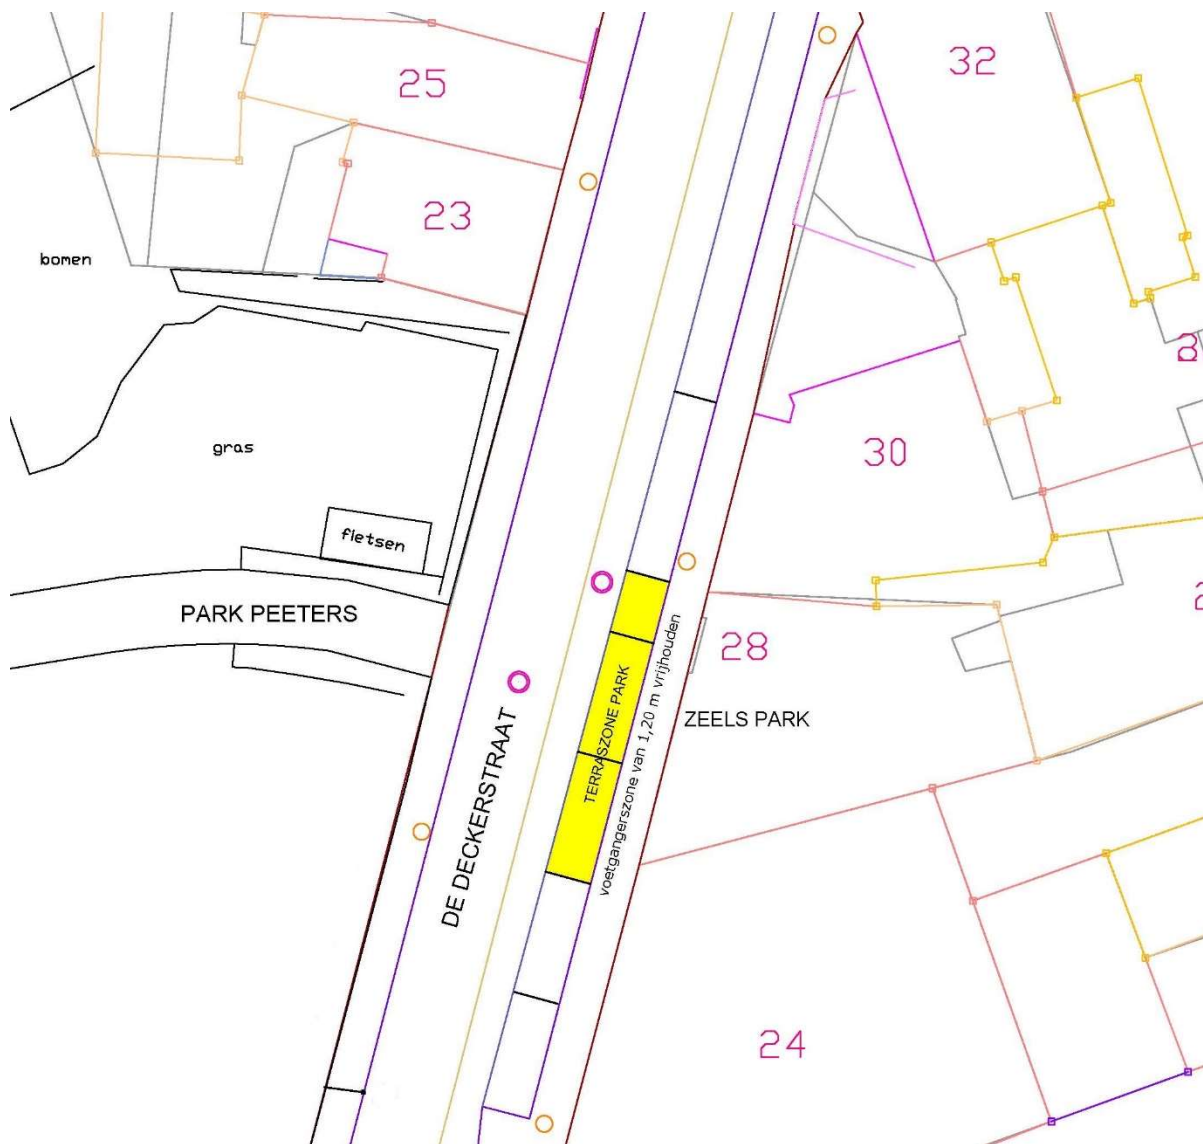 32
25
23
bomen
30
gras
fietsen
PARK PEETERS
28
ZEELS PARK
TERRASZONE PARK
voetgangerszone van 1,20 m vrijhouden
DE DECKERSTRAAT
24